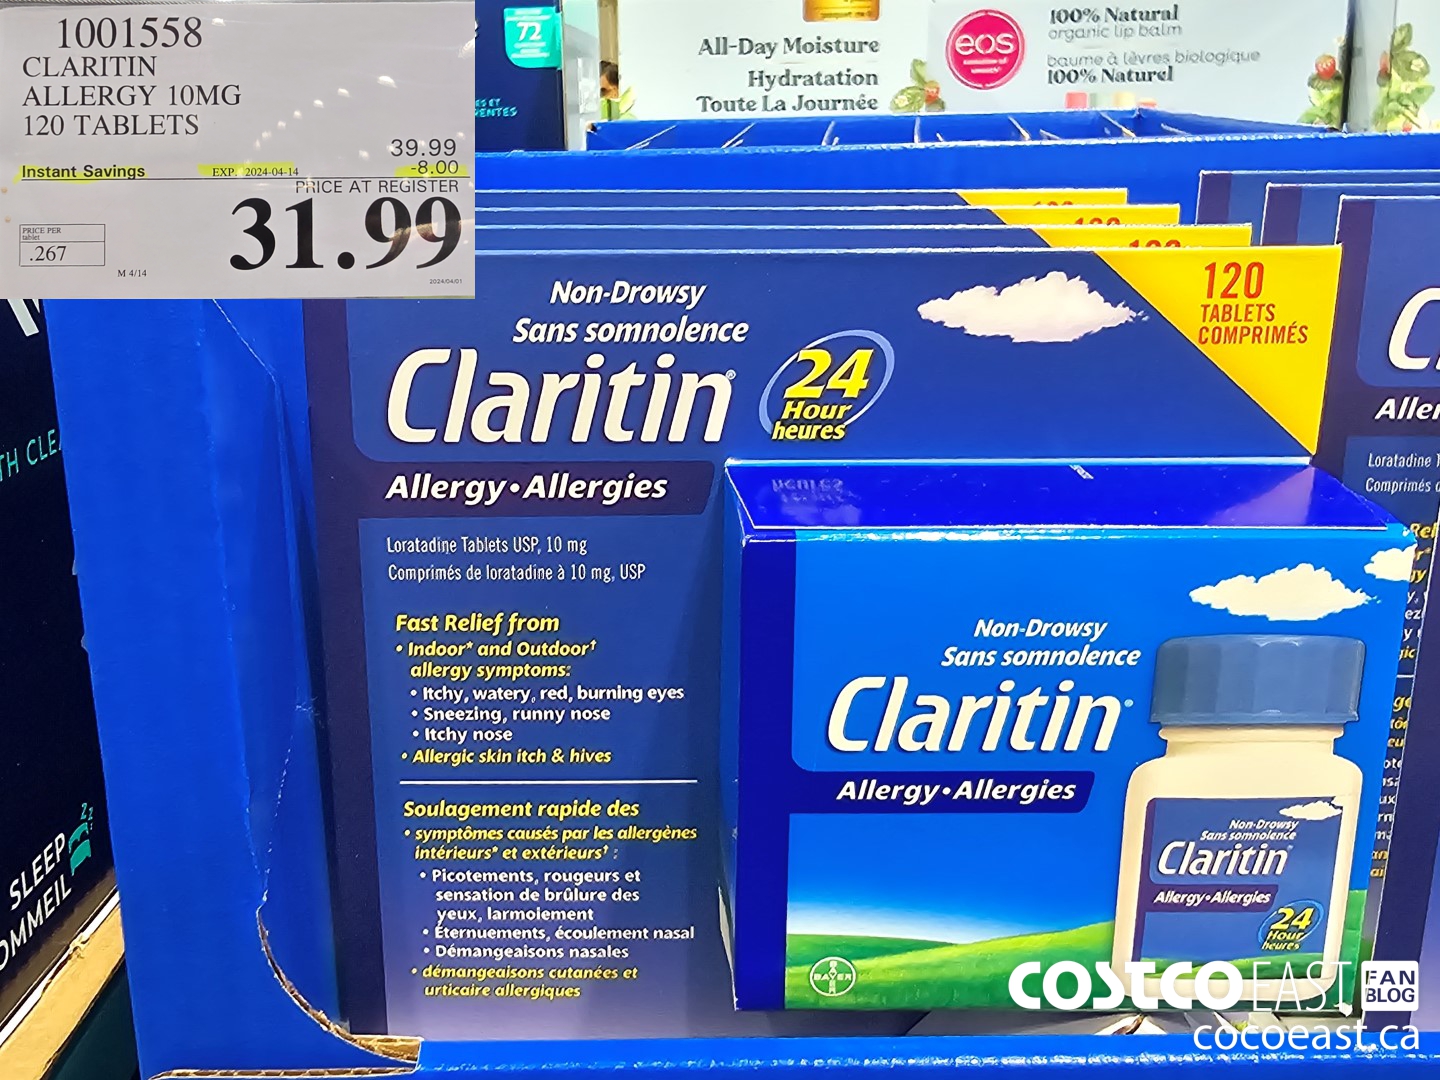 1001558
CLARITIN
ALLERGY 10MG
120 TABLETS
39.99
Instant Savings EXP. 2024-04-14 -8.00
PRICE AT REGISTER
31.99
PRICE PER
tablet
.267
M 4/14
2024/04/01
72
All-Day Moisture
Hydratation
Toute La Journée
eos
100% Natural
organic lip balm
baume à lèvres biologique
100% Naturel
120
TABLETS
COMPRIMÉS
Non-Drowsy
Sans somnolence
Claritin®
24
Hour
heures
Allergy•Allergies
Loratadine Tablets USP, 10 mg
Comprimés de loratadine à 10 mg, USP
Fast Relief from
• Indoor* and Outdoor†
allergy symptoms:
• Itchy, watery, red, burning eyes
• Sneezing, runny nose
• Itchy nose
• Allergic skin itch & hives
Soulagement rapide des
• symptômes causés par les allergènes
intérieurs* et extérieurs† :
• Picotements, rougeurs et
sensation de brûlure des
yeux, larmoiement
• Éternuements, écoulement nasal
• Démangeaisons nasales
• démangeaisons cutanées et
urticaire allergiques
Non-Drowsy
Sans somnolence
Claritin®
Allergy•Allergies
BAYER
Non-Drowsy
Sans somnolence
Claritin
Allergy•Allergies
24
Hour
heures
Loratadine
Comprimés
SLEEP
COSTCO EAST FAN
BLOG
cocoeast.ca